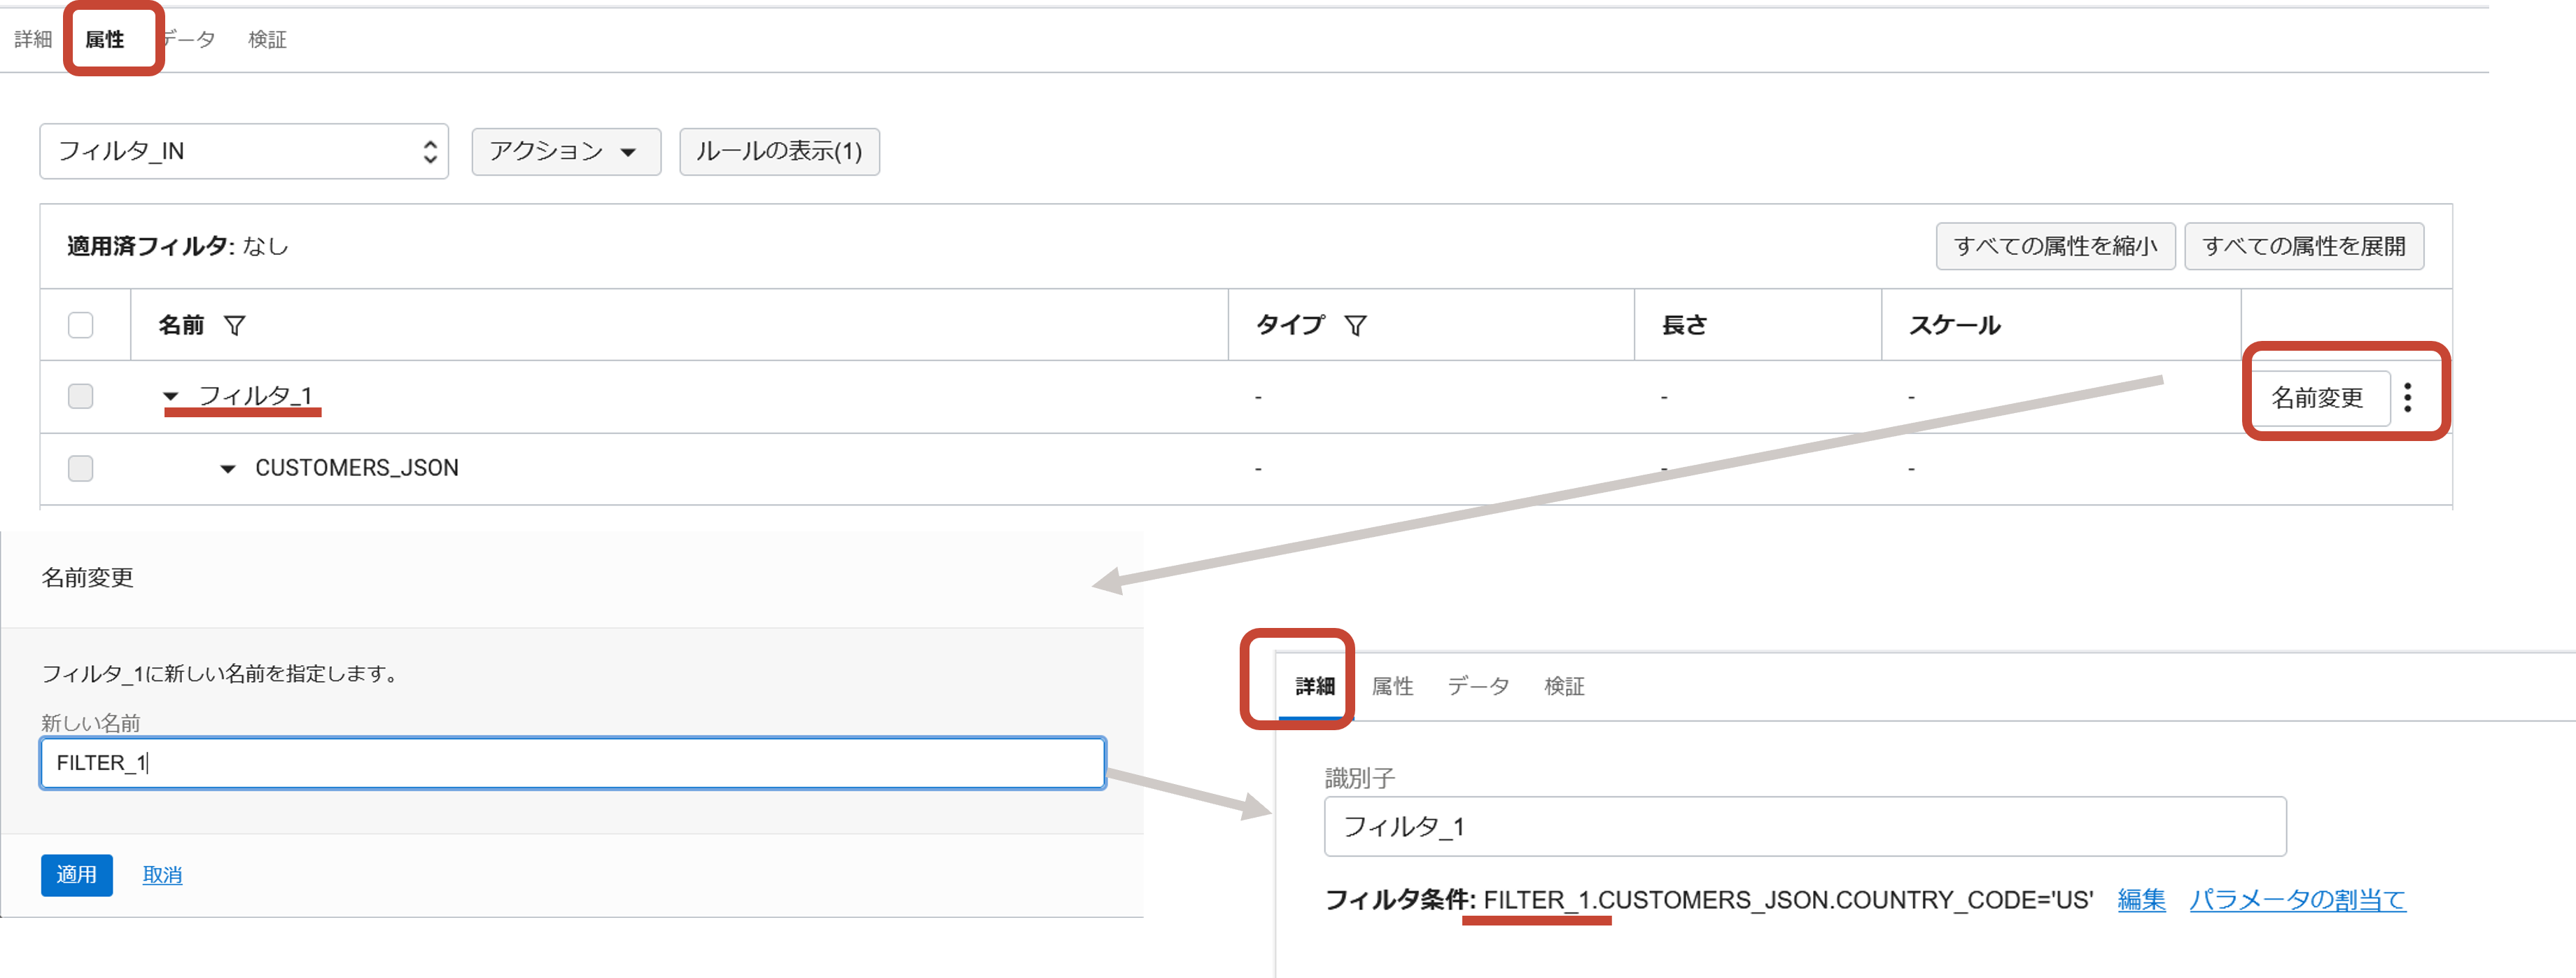 詳細 属性 データ 検証
フィルタ_IN アクション ルールの表示(1)
適用済フィルタ: なし すべての属性を縮小 すべての属性を展開
名前 タイプ 長さ スケール
フィルタ_1 - - - 名前変更
CUSTOMERS_JSON - - -
名前変更
フィルタ_1に新しい名前を指定します。
新しい名前
FILTER_1
適用 取消
詳細 属性 データ 検証
識別子
フィルタ_1
フィルタ条件: FILTER_1.CUSTOMERS_JSON.COUNTRY_CODE='US' 編集 パラメータの割当て